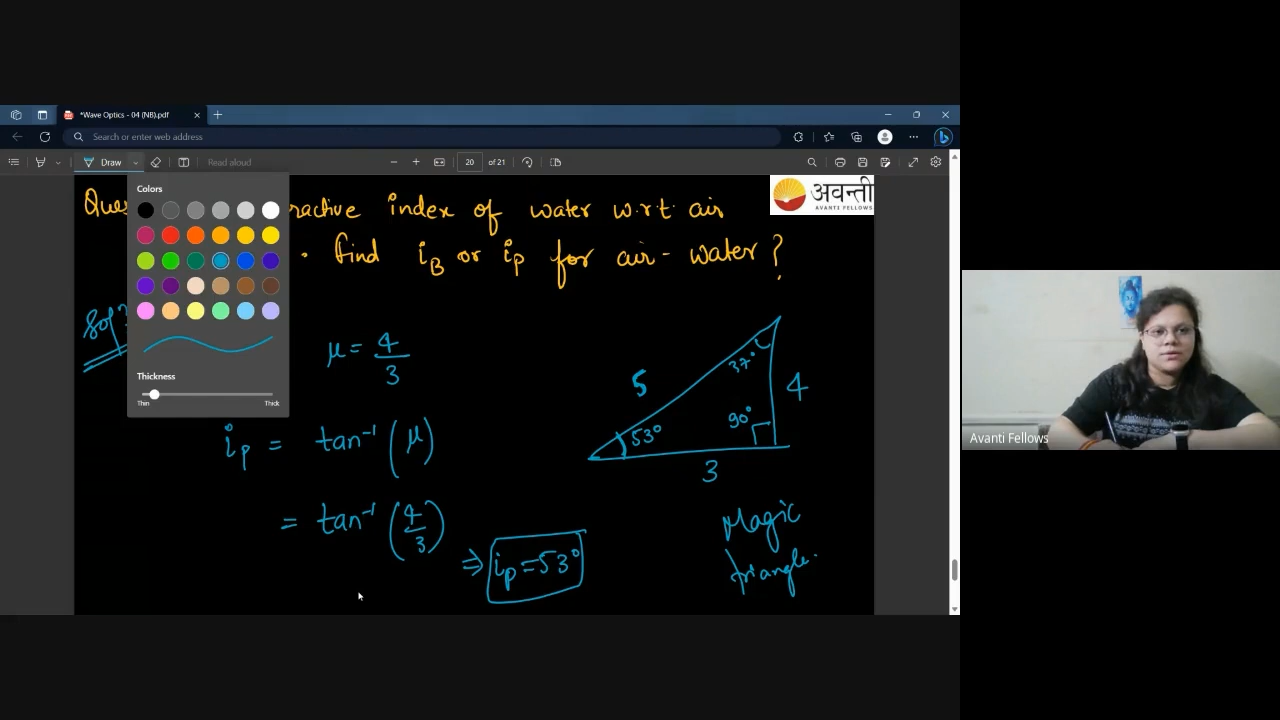 *Wave Optics - 04 (NB).pdf
Search or enter web address
Draw
Read aloud
20 of 21
Colors
Thickness
Thin Thick
अवन्ती
AVANTI FELLOWS
Ques ractive index of water w.r.t. air
. Find iB or ip for air - water ?
Sol
μ = 4/3
ip = tan⁻¹ (μ)
= tan⁻¹ (4/3)
⇒ ip = 53°
5
37°
4
90°
53°
3
Magic
triangle.
Avanti Fellows